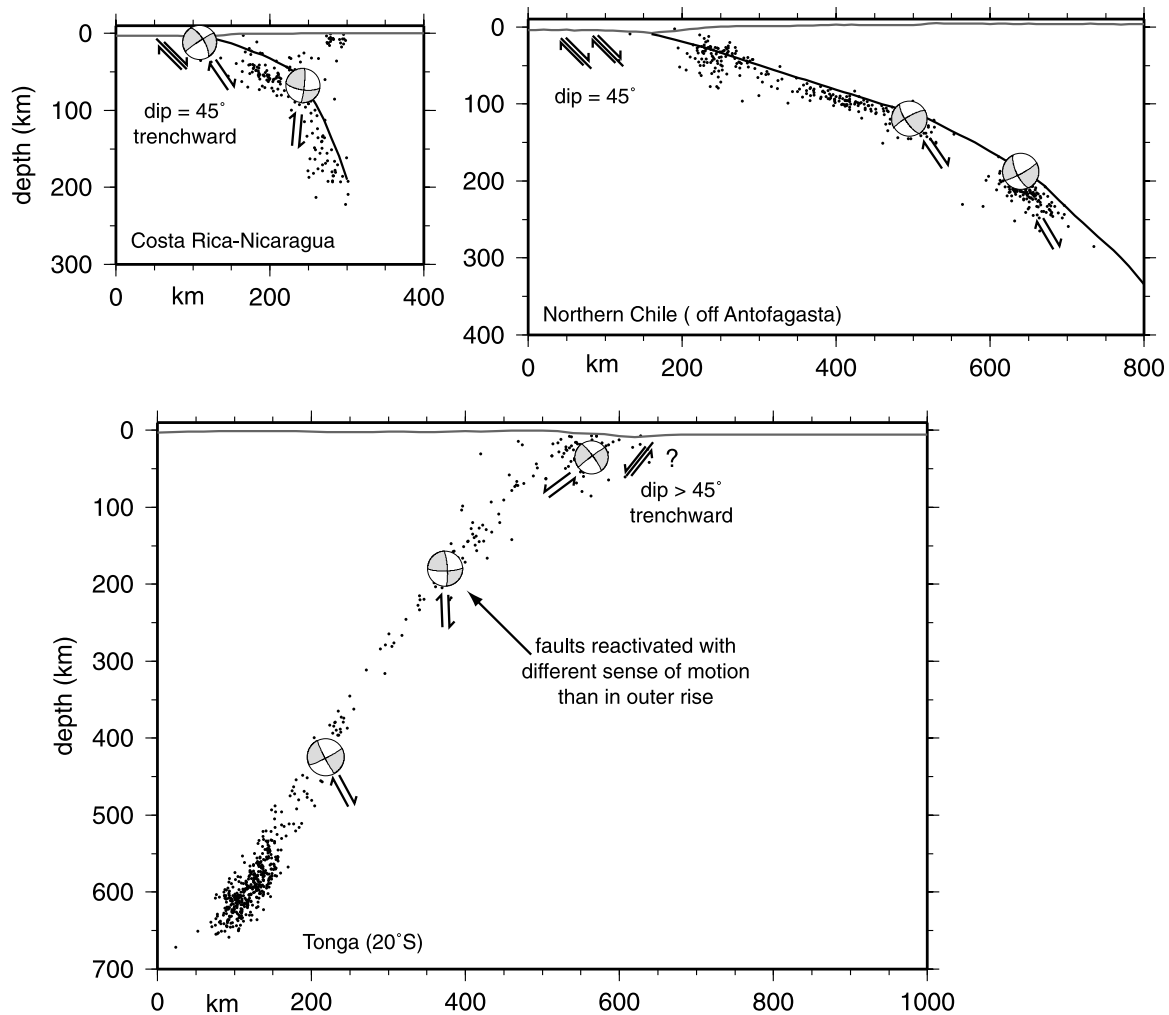 0
100
200
300
depth (km)
dip = 45°
trenchward
Costa Rica-Nicaragua
0
km
200
400
0
100
200
300
400
dip = 45°
Northern Chile ( off Antofagasta)
0
km
200
400
600
800
0
100
200
300
400
500
600
700
depth (km)
?
dip > 45°
trenchward
faults reactivated with
different sense of motion
than in outer rise
Tonga (20°S)
0
km
200
400
600
800
1000